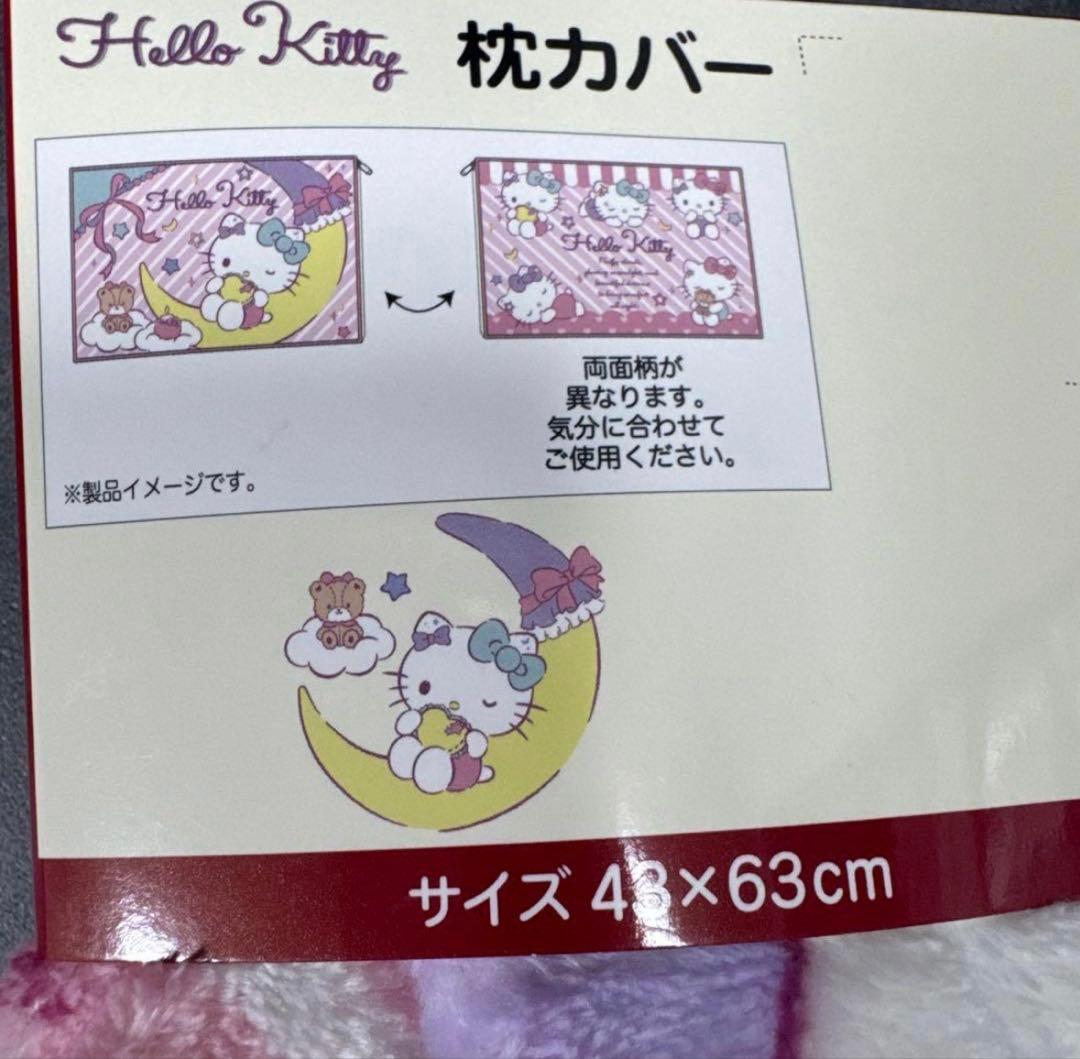 Hello Kitty 枕カバー
Hello Kitty
Hello Kitty
両面柄が
異なります。
気分に合わせて
ご使用ください。
※製品イメージです。
サイズ 43×63cm